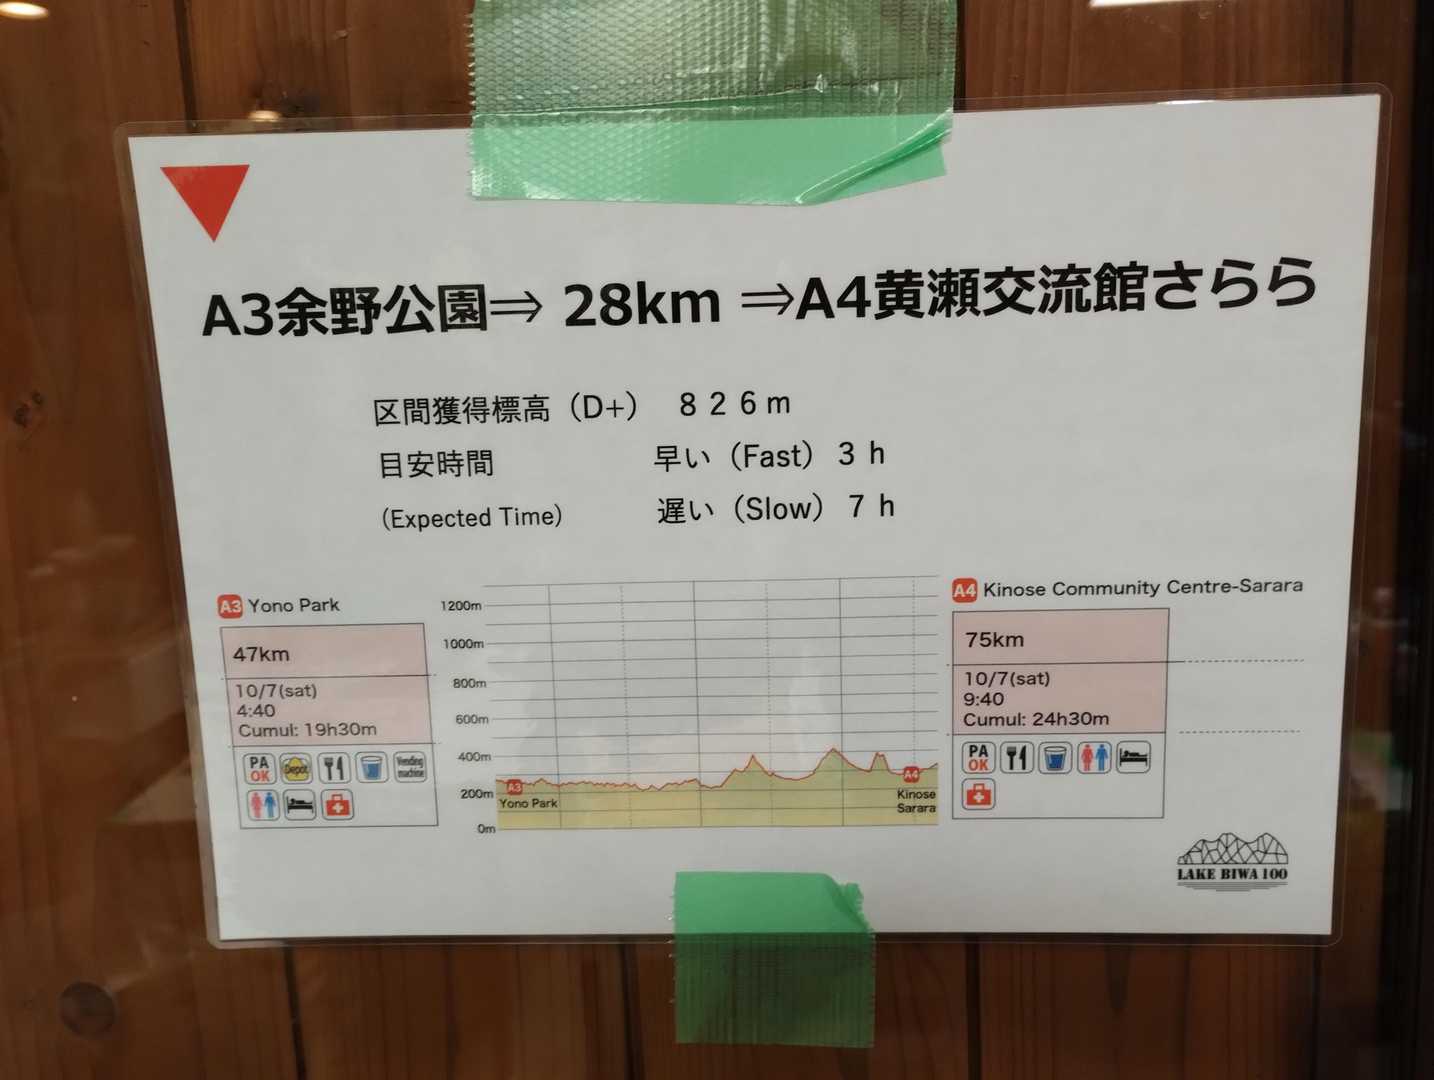 A3余野公園⇒ 28km ⇒A4黄瀬交流館さらら
区間獲得標高（D+） ８２６ｍ
目安時間 早い（Fast）３ｈ
(Expected Time) 遅い（Slow）７ｈ
A3 Yono Park
47km
10/7(sat)
4:40
Cumul: 19h30m
PA
OK
Depot
Vending
machine
1200m
1000m
800m
600m
400m
200m
0m
A3
Yono Park
A4
Kinose
Sarara
A4 Kinose Community Centre-Sarara
75km
10/7(sat)
9:40
Cumul: 24h30m
PA
OK
LAKE BIWA 100